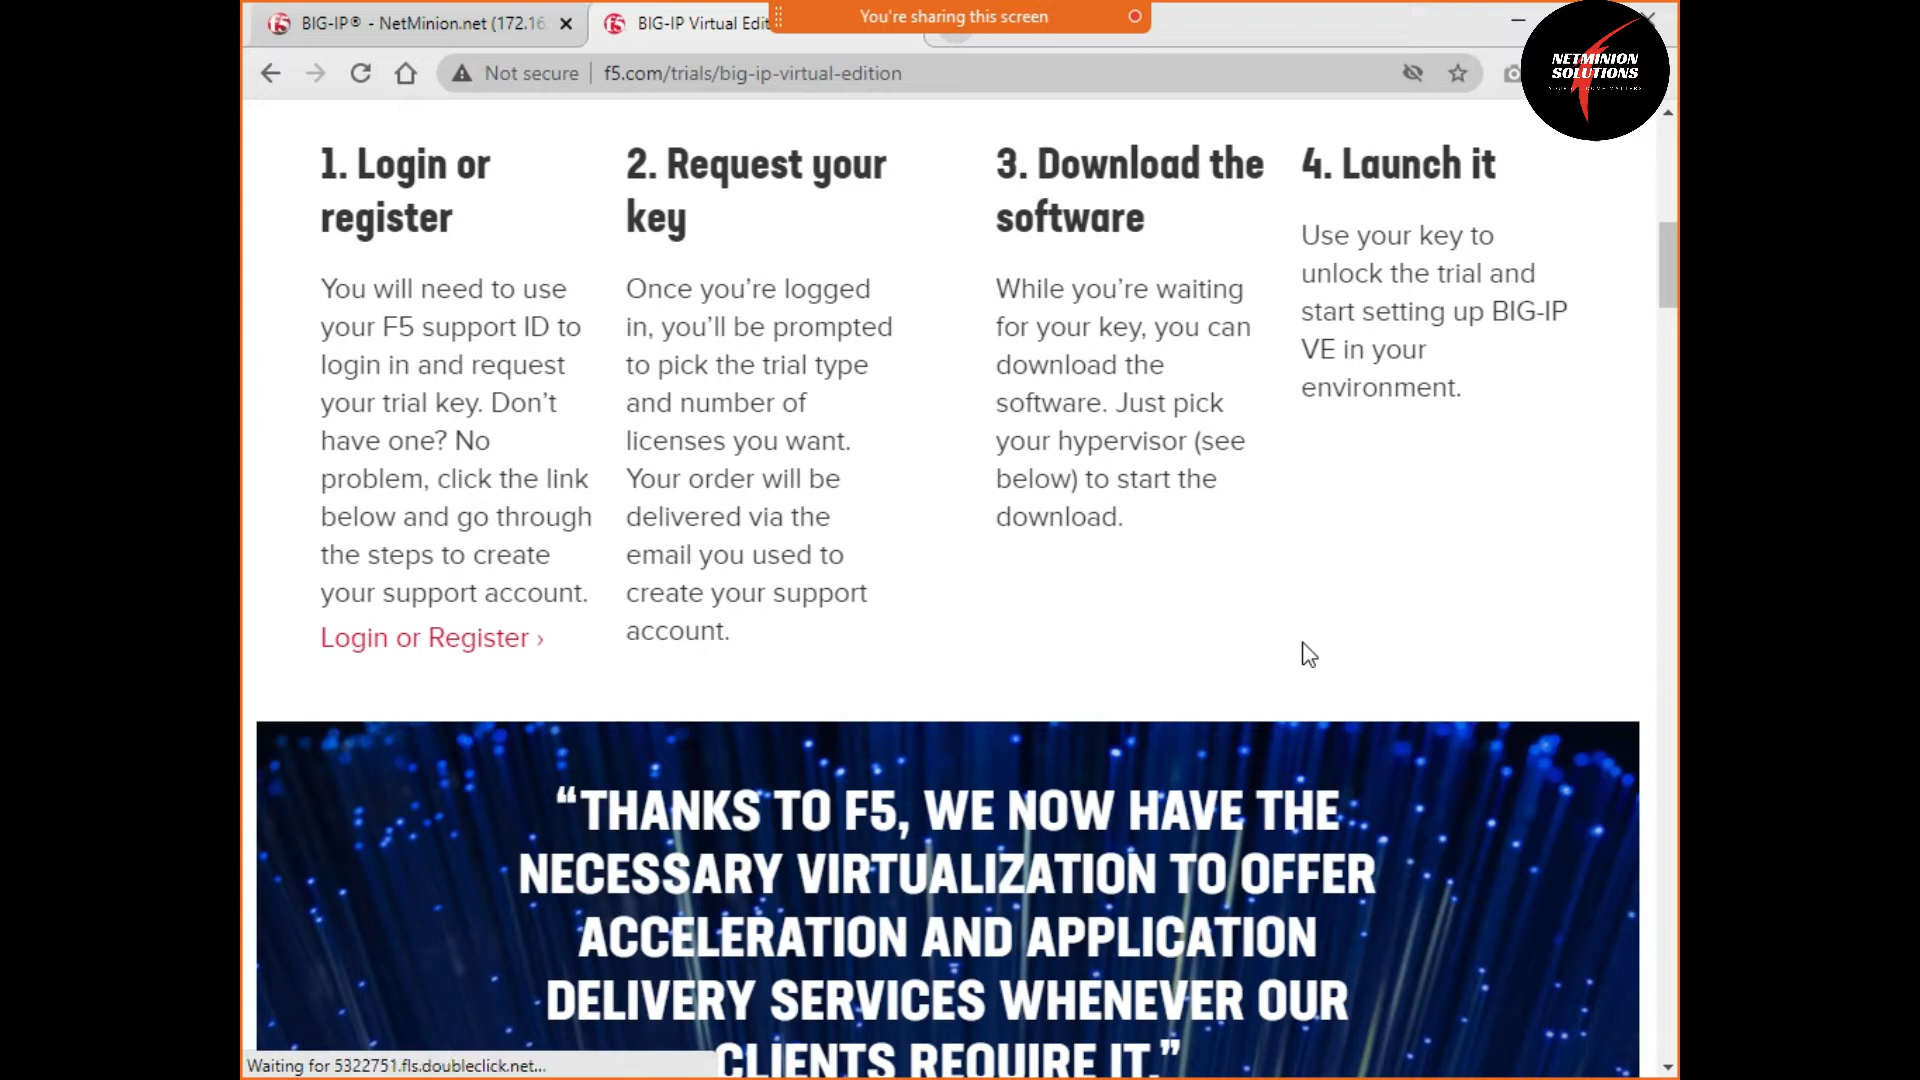 BIG-IP® - NetMinion.net (172.16.
BIG-IP Virtual Edit
You're sharing this screen
NETMINION
SOLUTIONS
Not secure
f5.com/trials/big-ip-virtual-edition
1. Login or
register
You will need to use
your F5 support ID to
login in and request
your trial key. Don’t
have one? No
problem, click the link
below and go through
the steps to create
your support account.
Login or Register ›
2. Request your
key
Once you’re logged
in, you’ll be prompted
to pick the trial type
and number of
licenses you want.
Your order will be
delivered via the
email you used to
create your support
account.
3. Download the
software
While you’re waiting
for your key, you can
download the
software. Just pick
your hypervisor (see
below) to start the
download.
4. Launch it
Use your key to
unlock the trial and
start setting up BIG-IP
VE in your
environment.
“THANKS TO F5, WE NOW HAVE THE
NECESSARY VIRTUALIZATION TO OFFER
ACCELERATION AND APPLICATION
DELIVERY SERVICES WHENEVER OUR
CLIENTS REQUIRE IT.”
Waiting for 5322751.fls.doubleclick.net...